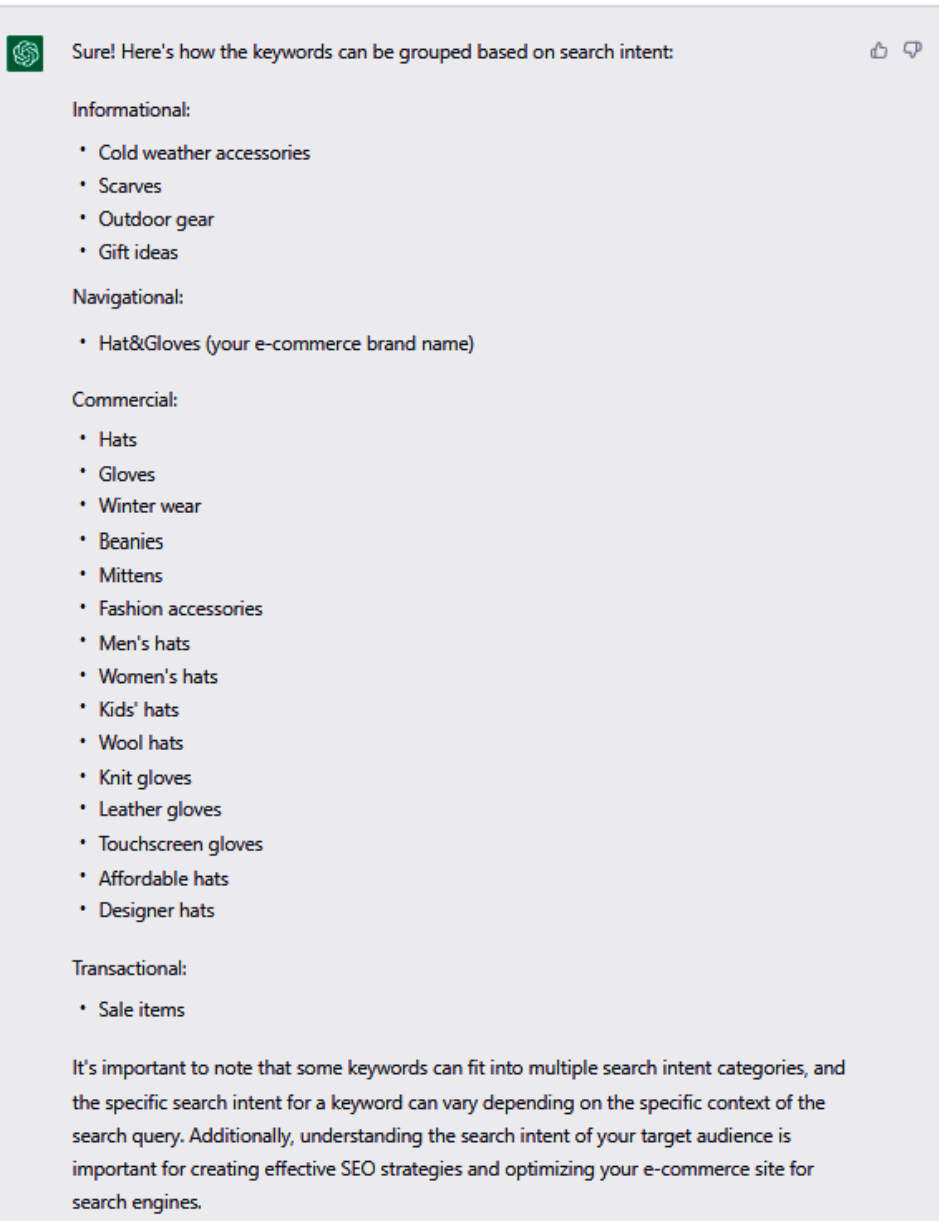 Sure! Here's how the keywords can be grouped based on search intent:
Informational:
• Cold weather accessories
• Scarves
• Outdoor gear
• Gift ideas
Navigational:
• Hat&Gloves (your e-commerce brand name)
Commercial:
• Hats
• Gloves
• Winter wear
• Beanies
• Mittens
• Fashion accessories
• Men's hats
• Women's hats
• Kids' hats
• Wool hats
• Knit gloves
• Leather gloves
• Touchscreen gloves
• Affordable hats
• Designer hats
Transactional:
• Sale items
It's important to note that some keywords can fit into multiple search intent categories, and
the specific search intent for a keyword can vary depending on the specific context of the
search query. Additionally, understanding the search intent of your target audience is
important for creating effective SEO strategies and optimizing your e-commerce site for
search engines.